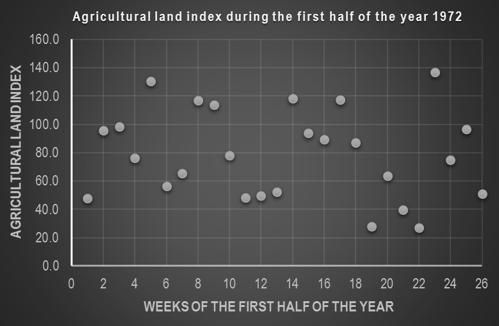 Agricultural land index during the first half of the year 1972
160.0
140.0
120.0
100.0
80.0
60.0
40.0
20.0
0.0
AGRICULTURAL LAND INDEX
0 2 4 6 8 10 12 14 16 18 20 22 24 26
WEEKS OF THE FIRST HALF OF THE YEAR